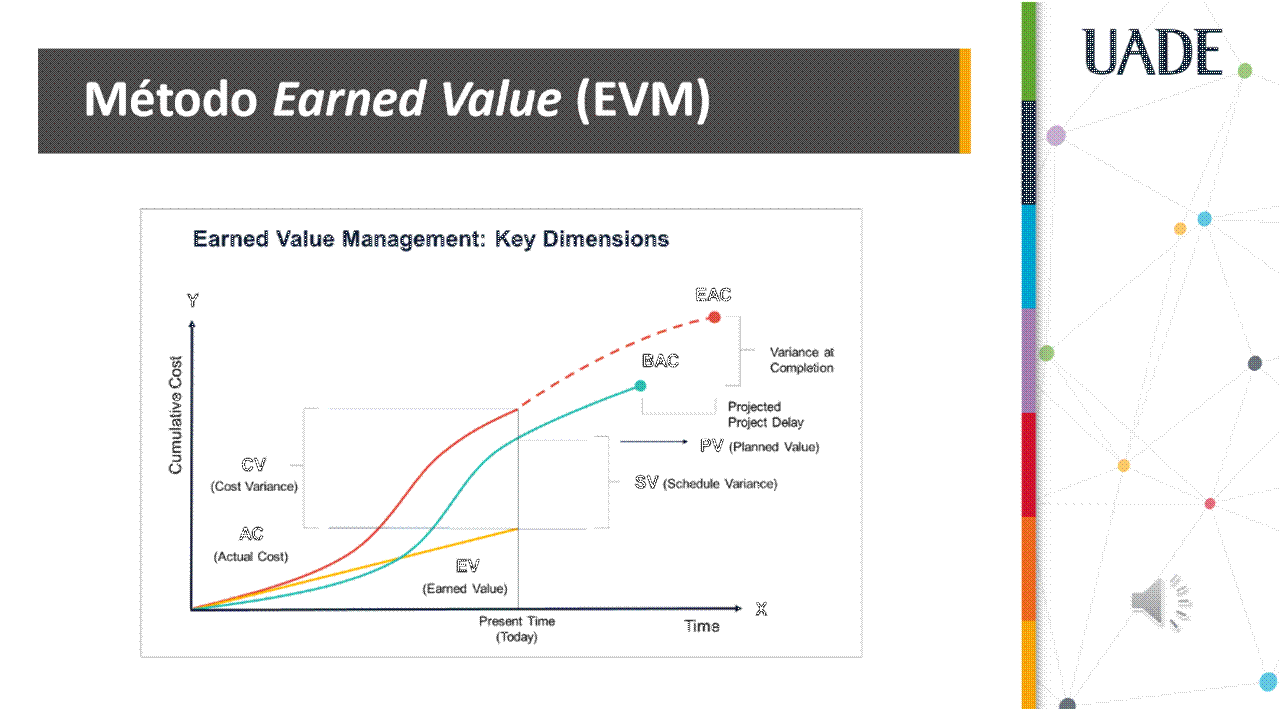 UADE
Método Earned Value (EVM)
Earned Value Management: Key Dimensions
Y
EAC
BAC
Variance at
Completion
Cumulative Cost
Projected
Project Delay
PV (Planned Value)
CV
(Cost Variance)
SV (Schedule Variance)
AC
(Actual Cost)
EV
(Earned Value)
X
Present Time
(Today)
Time